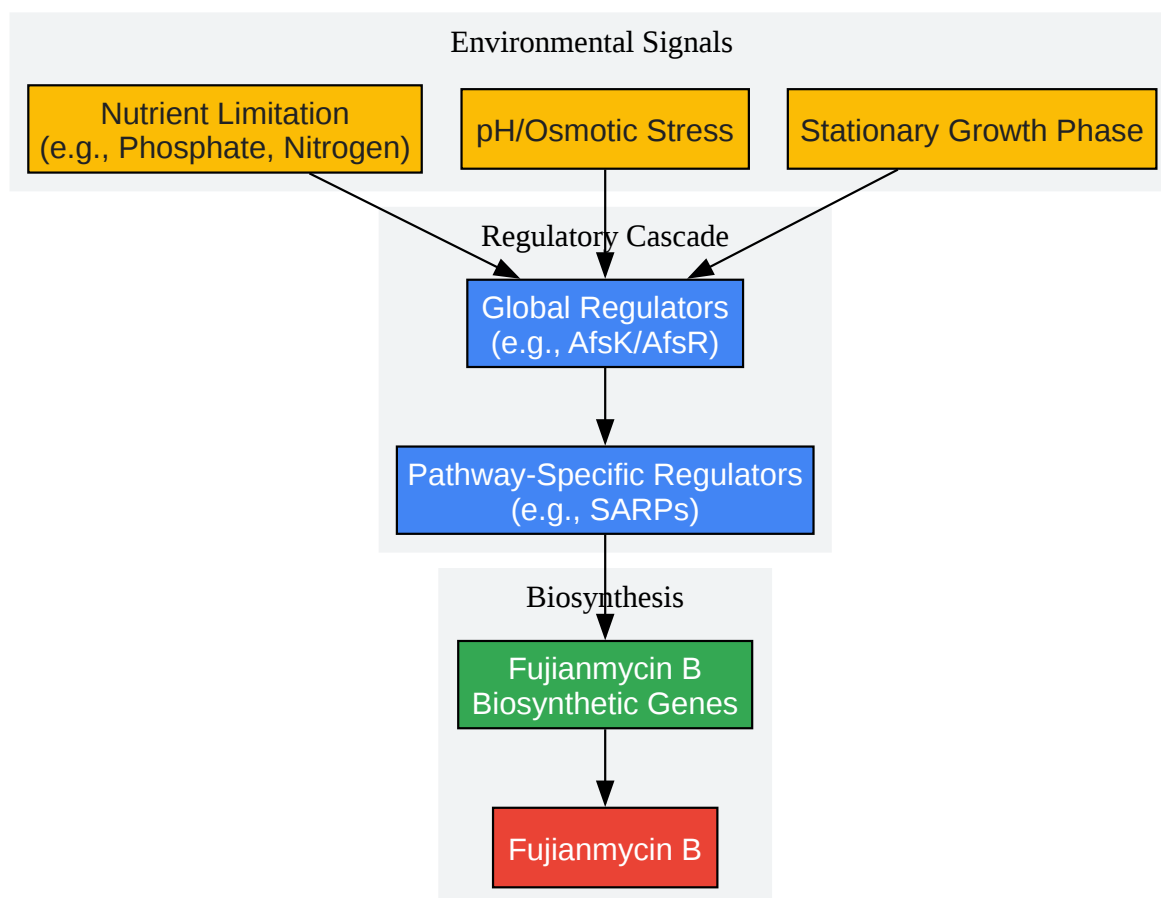 Environmental Signals
Nutrient Limitation
(e.g., Phosphate, Nitrogen)
pH/Osmotic Stress
Stationary Growth Phase
Regulatory Cascade
Global Regulators
(e.g., AfsK/AfsR)
Pathway-Specific Regulators
(e.g., SARPs)
Biosynthesis
Fujianmycin B
Biosynthetic Genes
Fujianmycin B